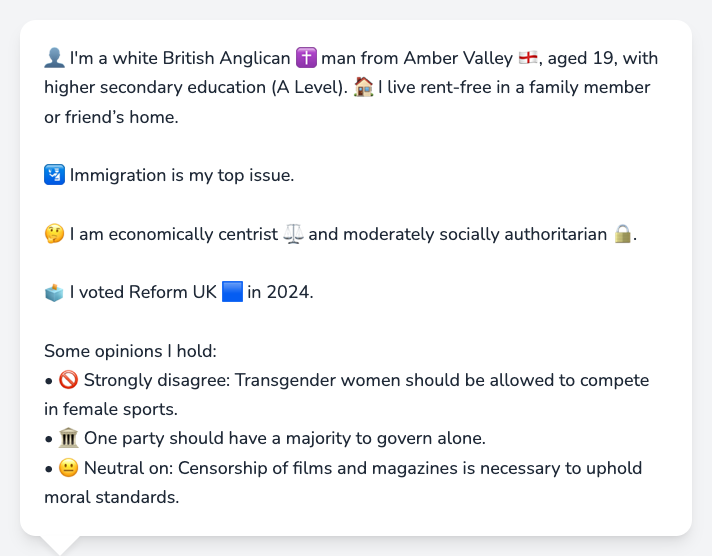 👤 I'm a white British Anglican ✝️ man from Amber Valley 🏴󠁧󠁢󠁥󠁮󠁧󠁿, aged 19, with
higher secondary education (A Level). 🏠 I live rent-free in a family member
or friend’s home.
🛂 Immigration is my top issue.
🤔 I am economically centrist ⚖️ and moderately socially authoritarian 🔒.
🗳️ I voted Reform UK 🟦 in 2024.
Some opinions I hold:
• 🚫 Strongly disagree: Transgender women should be allowed to compete
in female sports.
• 🏛️ One party should have a majority to govern alone.
• 😐 Neutral on: Censorship of films and magazines is necessary to uphold
moral standards.